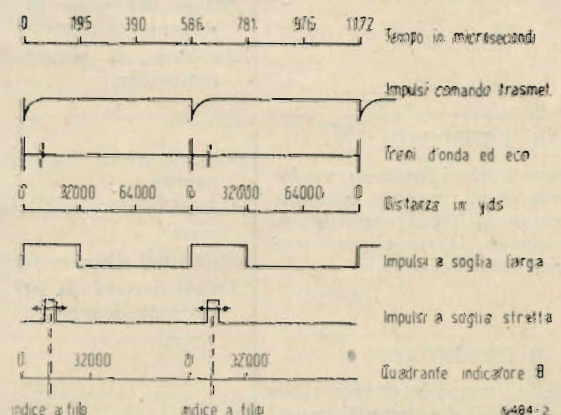 0 195 390 586 781 976 1172
Tempo in microsecondi
Impulsi comando trasmet.
Treni d'onda ed eco
0 32000 64000 0 32000 64000 0
Distanza in yds
Impulsi a soglia larga
Impulsi a soglia stretta
0 32000 0 32000
Quadrante indicatore B
indice a filo indice a filo
6484-2